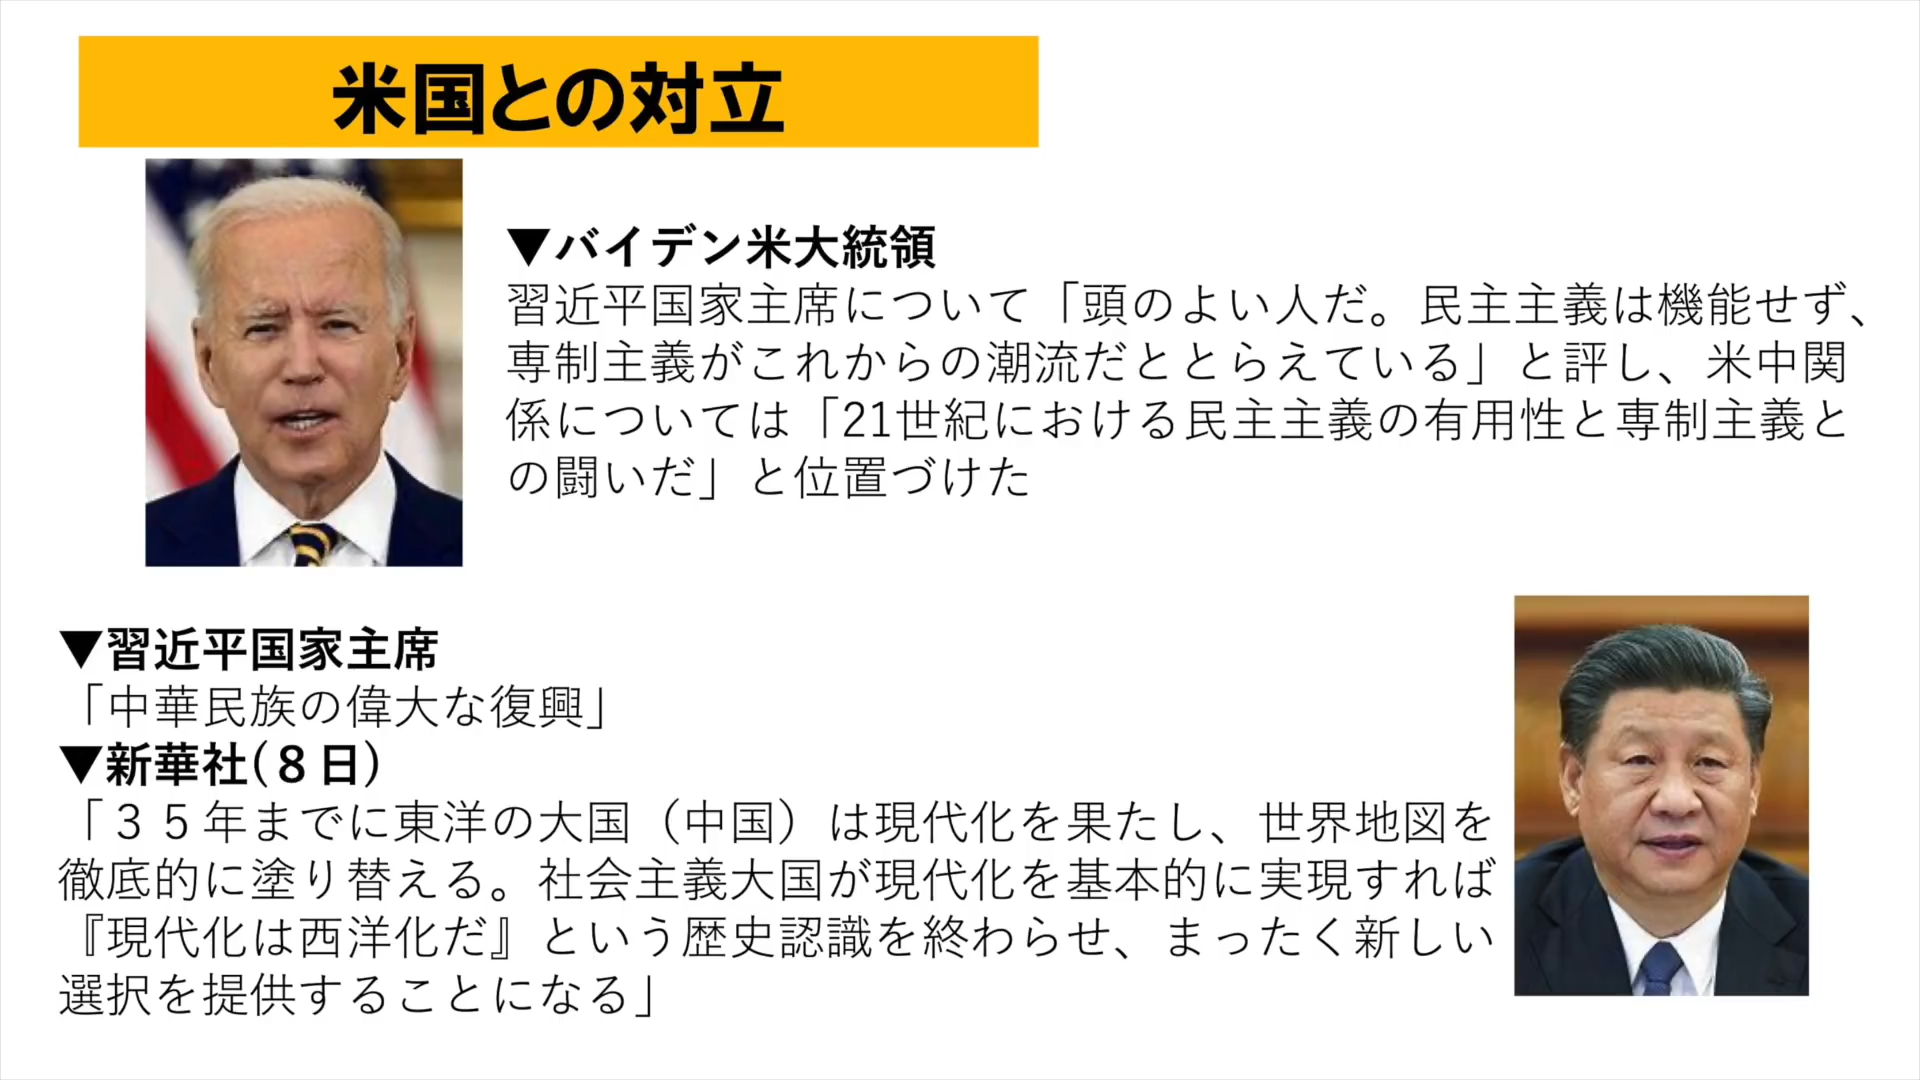 米国との対立
▼バイデン米大統領
習近平国家主席について「頭のよい人だ。民主主義は機能せず、
専制主義がこれからの潮流だととらえている」と評し、米中関
係については「21世紀における民主主義の有用性と専制主義と
の闘いだ」と位置づけた
▼習近平国家主席
「中華民族の偉大な復興」
▼新華社(８日)
「３５年までに東洋の大国（中国）は現代化を果たし、世界地図を
徹底的に塗り替える。社会主義大国が現代化を基本的に実現すれば
『現代化は西洋化だ』という歴史認識を終わらせ、まったく新しい
選択を提供することになる」